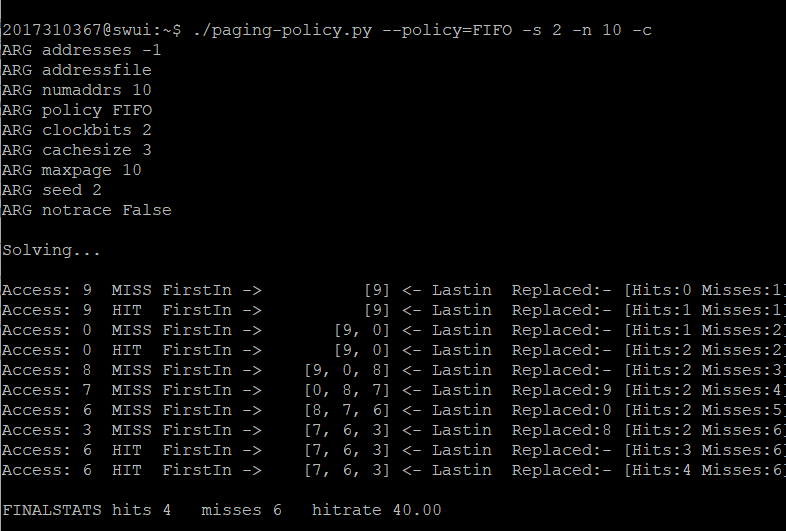 2017310367@swui:~$ ./paging-policy.py --policy=FIFO -s 2 -n 10 -c
ARG addresses -1
ARG addressfile
ARG numaddrs 10
ARG policy FIFO
ARG clockbits 2
ARG cachesize 3
ARG maxpage 10
ARG seed 2
ARG notrace False
Solving...
Access: 9  MISS FirstIn ->          [9] <- Lastin  Replaced:- [Hits:0 Misses:1]
Access: 9  HIT  FirstIn ->          [9] <- Lastin  Replaced:- [Hits:1 Misses:1]
Access: 0  MISS FirstIn ->       [9, 0] <- Lastin  Replaced:- [Hits:1 Misses:2]
Access: 0  HIT  FirstIn ->       [9, 0] <- Lastin  Replaced:- [Hits:2 Misses:2]
Access: 8  MISS FirstIn ->    [9, 0, 8] <- Lastin  Replaced:- [Hits:2 Misses:3]
Access: 7  MISS FirstIn ->    [0, 8, 7] <- Lastin  Replaced:9 [Hits:2 Misses:4]
Access: 6  MISS FirstIn ->    [8, 7, 6] <- Lastin  Replaced:0 [Hits:2 Misses:5]
Access: 3  MISS FirstIn ->    [7, 6, 3] <- Lastin  Replaced:8 [Hits:2 Misses:6]
Access: 6  HIT  FirstIn ->    [7, 6, 3] <- Lastin  Replaced:- [Hits:3 Misses:6]
Access: 6  HIT  FirstIn ->    [7, 6, 3] <- Lastin  Replaced:- [Hits:4 Misses:6]
FINALSTATS hits 4   misses 6   hitrate 40.00